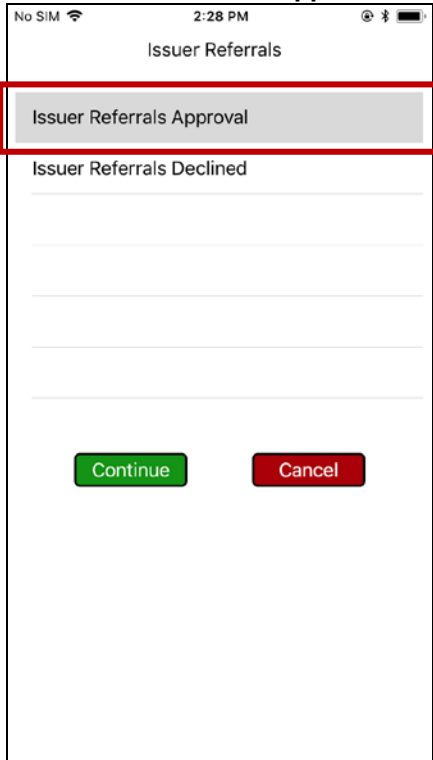 No SIM 2:28 PM
Issuer Referrals
Issuer Referrals Approval
Issuer Referrals Declined
Continue Cancel